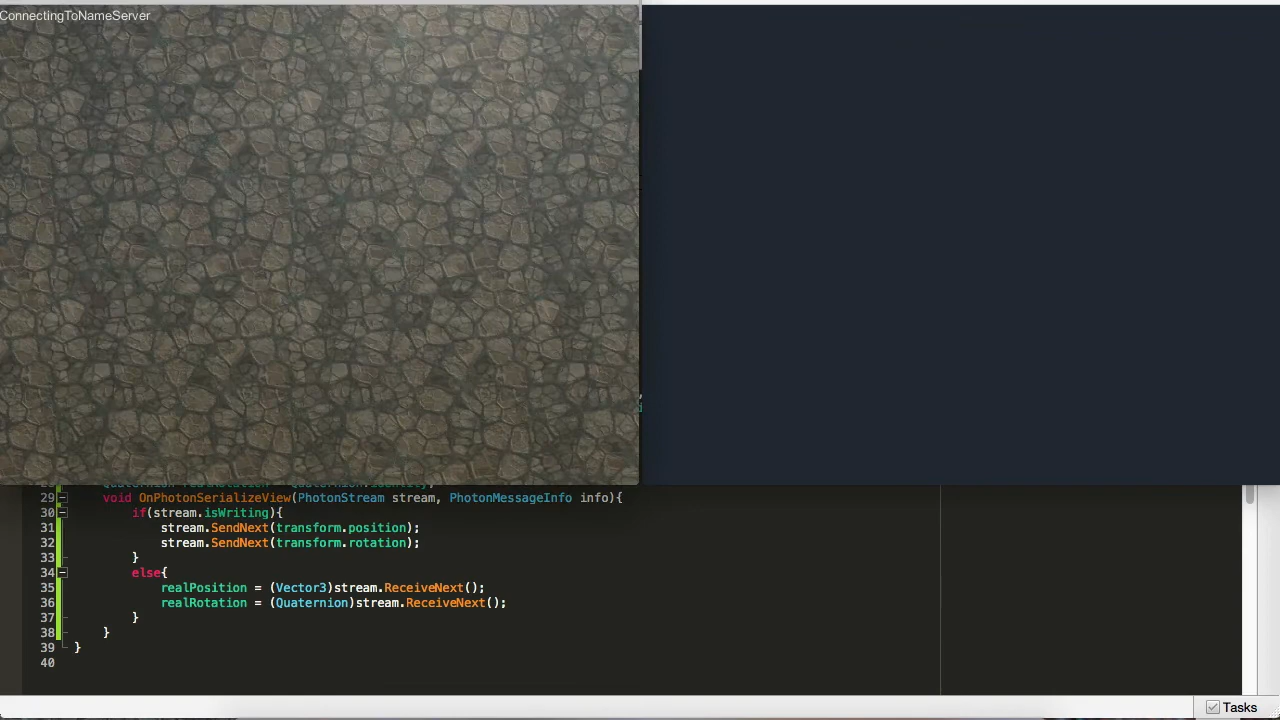 ConnectingToNameServer
29 void OnPhotonSerializeView(PhotonStream stream, PhotonMessageInfo info){
30 if(stream.isWriting){
31 stream.SendNext(transform.position);
32 stream.SendNext(transform.rotation);
33 }
34 else{
35 realPosition = (Vector3)stream.ReceiveNext();
36 realRotation = (Quaternion)stream.ReceiveNext();
37 }
38 }
39 }
40
Tasks